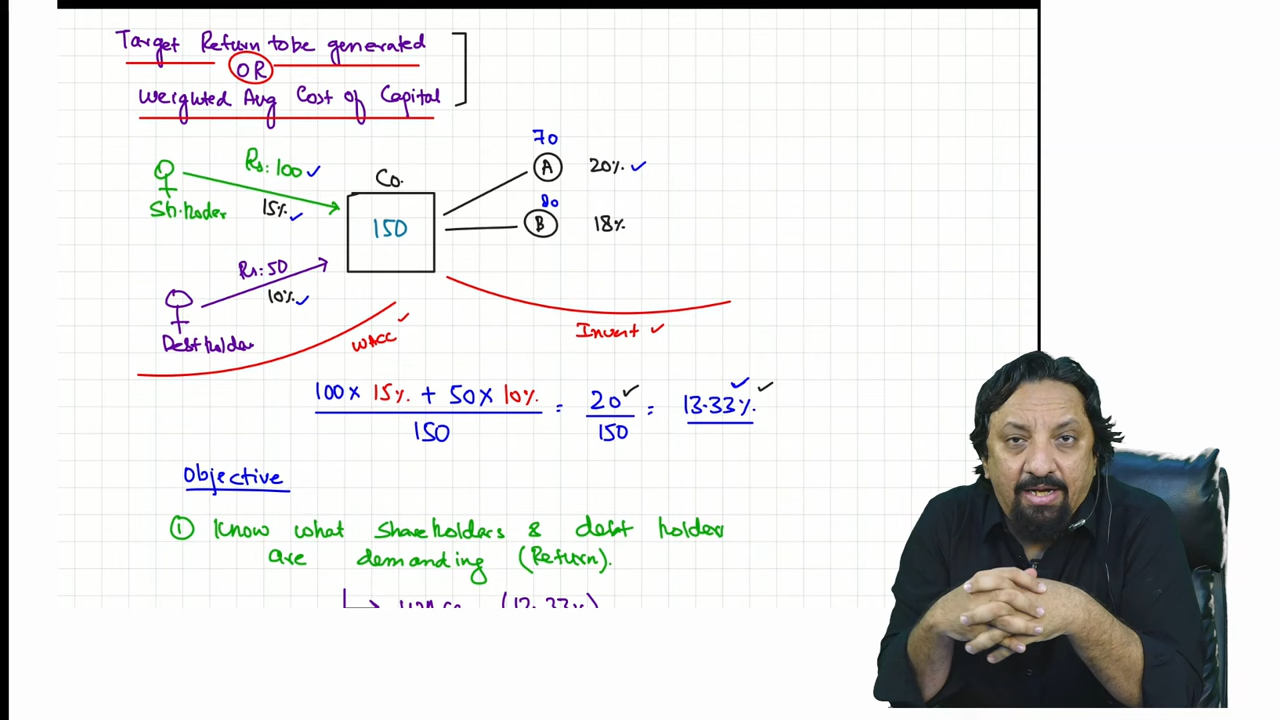 Target Return to be generated
OR
Weighted Avg Cost of Capital
Rs: 100
15%
Sh. hoder
Co.
150
70
A 20%
80
B 18%
Rs: 50
10%
Debt holder
WACC
Invest
100 x 15% + 50 x 10%
150
= 20
150
= 13.33%.
Objective
① Know what Shareholders & debt holder
are demanding (Return).